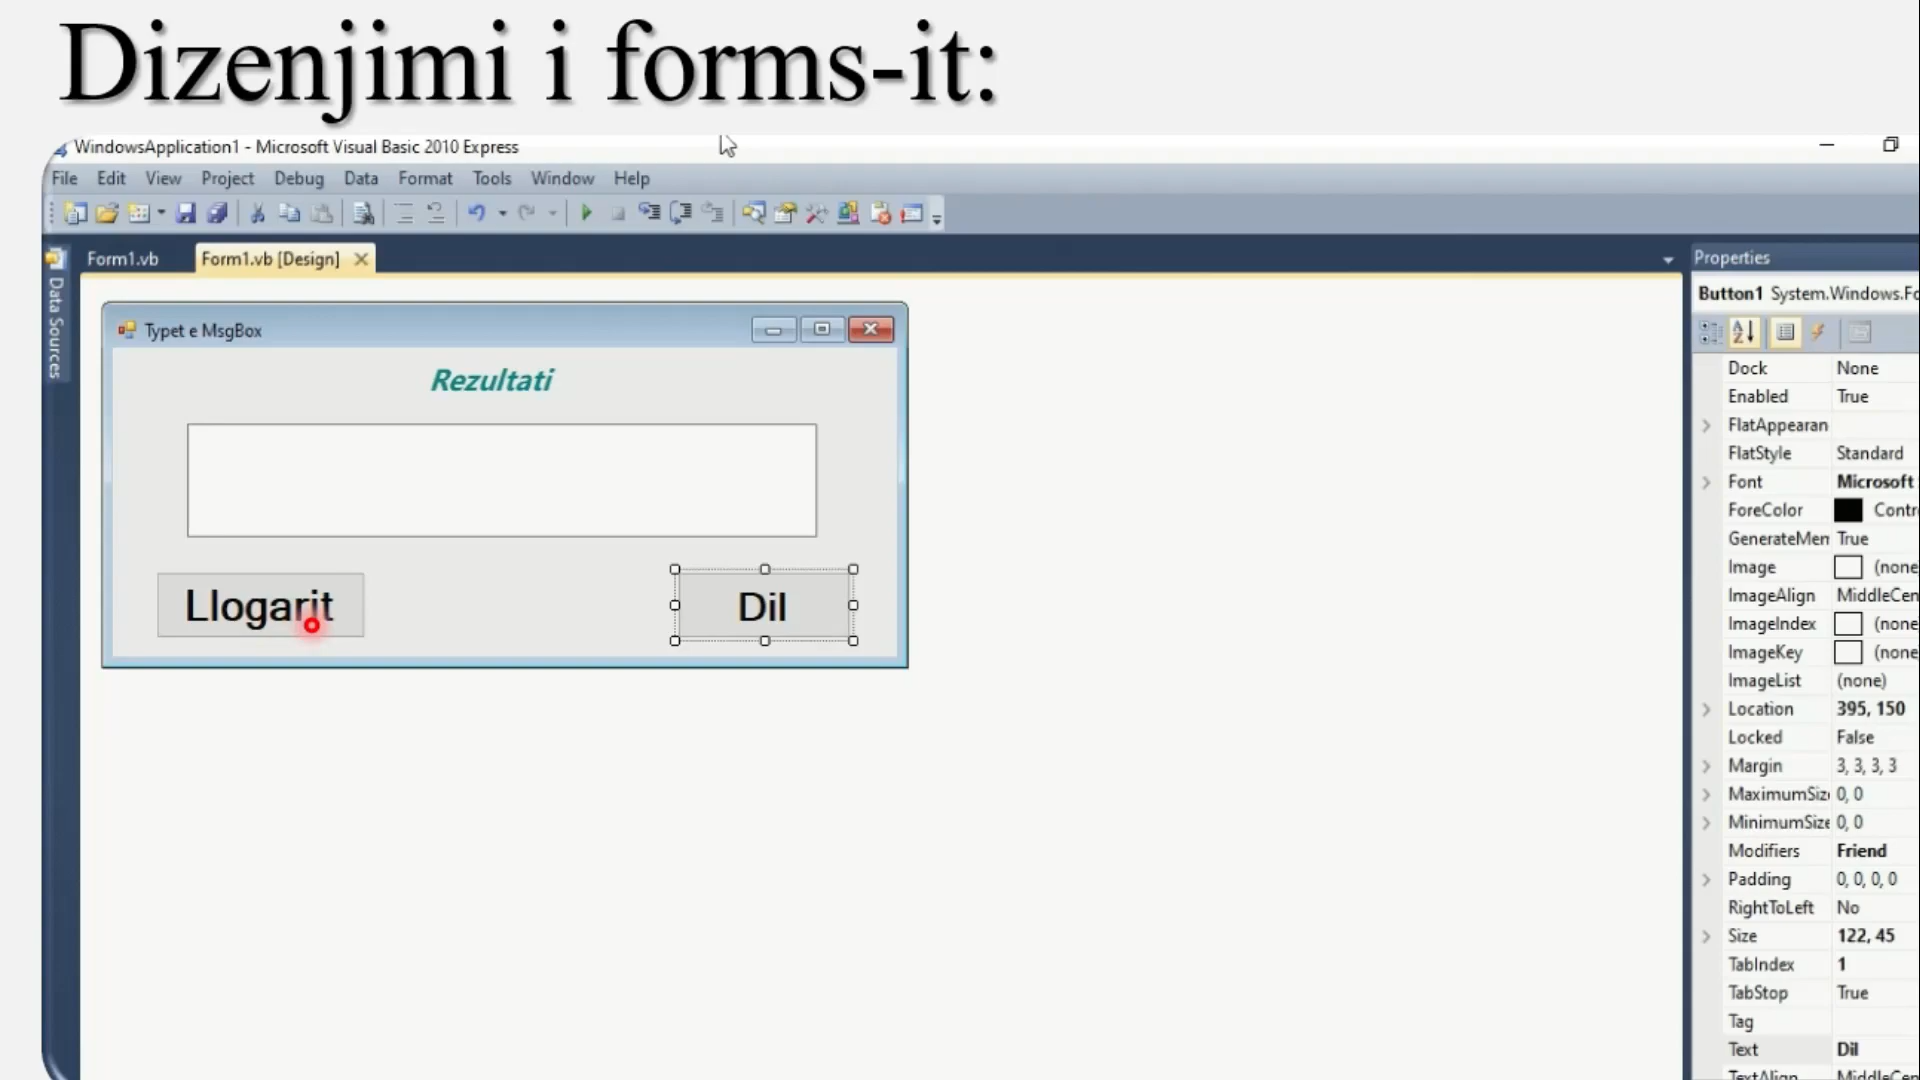 Dizenjimi i forms-it:
WindowsApplication1 - Microsoft Visual Basic 2010 Express
File Edit View Project Debug Data Format Tools Window Help
Form1.vb Form1.vb [Design]
Data Sources
Typet e MsgBox
Rezultati
Llogarit
Dil
Properties
Button1 System.Windows.Fo
Dock None
Enabled True
FlatAppearan
FlatStyle Standard
Font Microsoft
ForeColor Contr
GenerateMen True
Image (none
ImageAlign MiddleCen
ImageIndex (none
ImageKey (none
ImageList (none)
Location 395, 150
Locked False
Margin 3, 3, 3, 3
MaximumSiz 0, 0
MinimumSize 0, 0
Modifiers Friend
Padding 0, 0, 0, 0
RightToLeft No
Size 122, 45
TabIndex 1
TabStop True
Tag
Text Dil
TextAlign MiddleCen